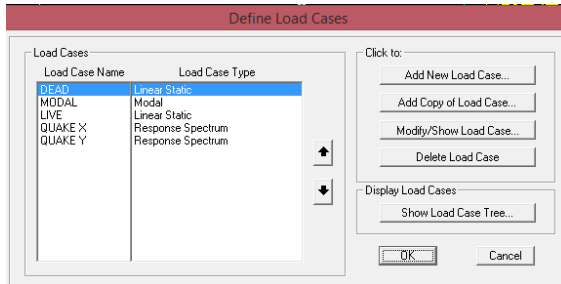 Define Load Cases
Load Cases
Load Case Name Load Case Type
DEAD Linear Static
MODAL Modal
LIVE Linear Static
QUAKE X Response Spectrum
QUAKE Y Response Spectrum
Click to:
Add New Load Case...
Add Copy of Load Case...
Modify/Show Load Case...
Delete Load Case
Display Load Cases
Show Load Case Tree...
OK Cancel